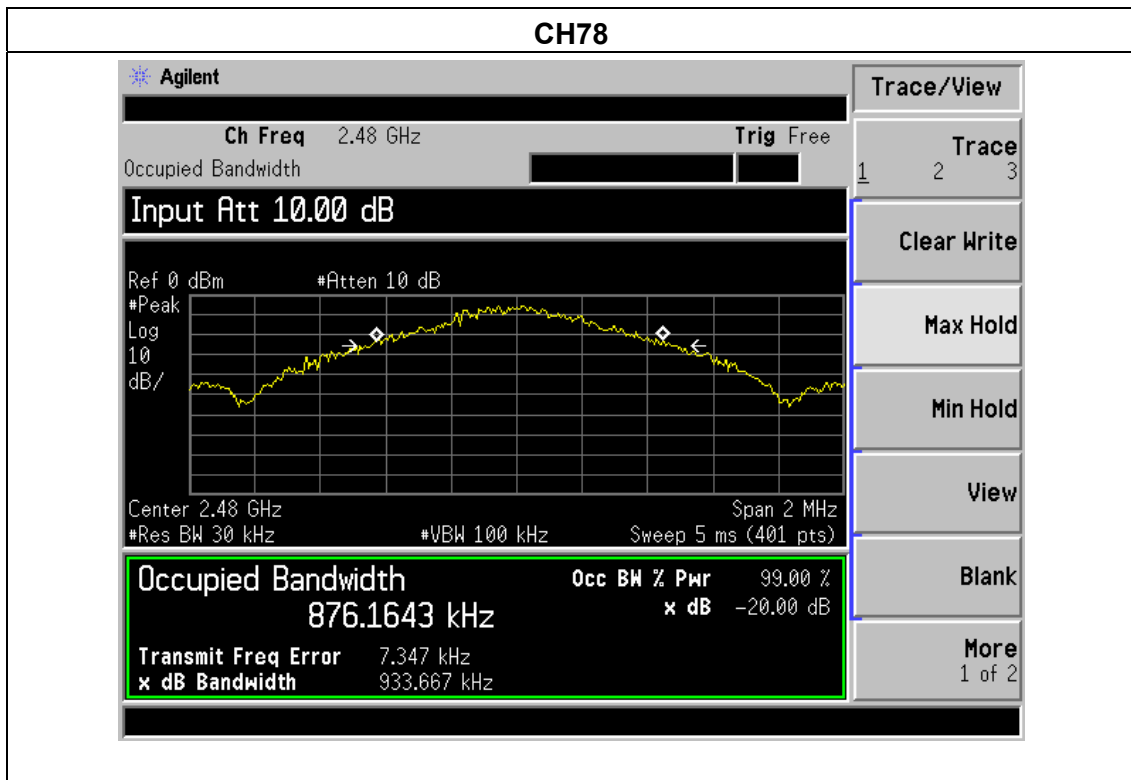 CH78
Agilent
Ch Freq 2.48 GHz Trig Free
Occupied Bandwidth
Input Att 10.00 dB
Ref 0 dBm #Atten 10 dB
#Peak
Log
10
dB/
Center 2.48 GHz Span 2 MHz
#Res BW 30 kHz #VBW 100 kHz Sweep 5 ms (401 pts)
Occupied Bandwidth Occ BW % Pwr 99.00 %
876.1643 kHz x dB -20.00 dB
Transmit Freq Error 7.347 kHz
x dB Bandwidth 933.667 kHz
Trace/View
Trace
1 2 3
Clear Write
Max Hold
Min Hold
View
Blank
More
1 of 2